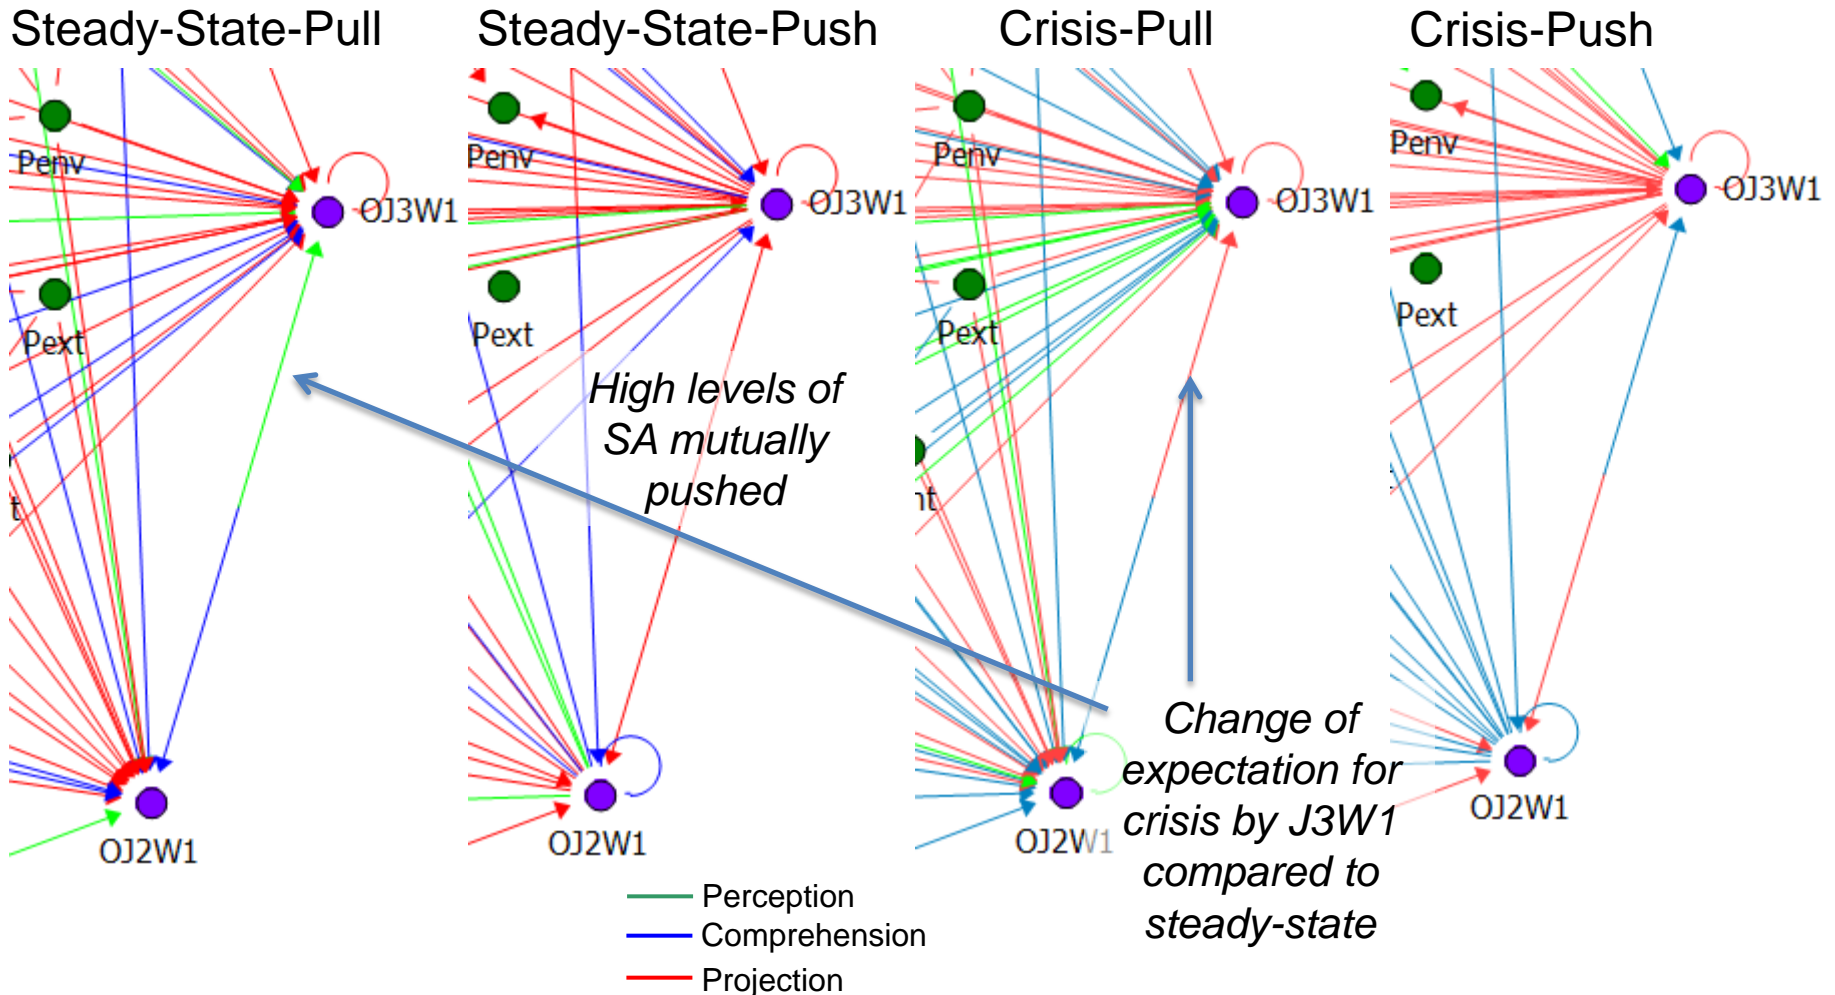 Steady-State-Pull
Steady-State-Push
Crisis-Pull
Crisis-Push
Penv
OJ3W1
Pext
t
OJ2W1
Penv
OJ3W1
Pext
High levels of
SA mutually
pushed
OJ2W1
Penv
OJ3W1
Pext
nt
OJ2W1
Change of
expectation for
crisis by J3W1
compared to
steady-state
Penv
OJ3W1
Pext
OJ2W1
Perception
Comprehension
Projection